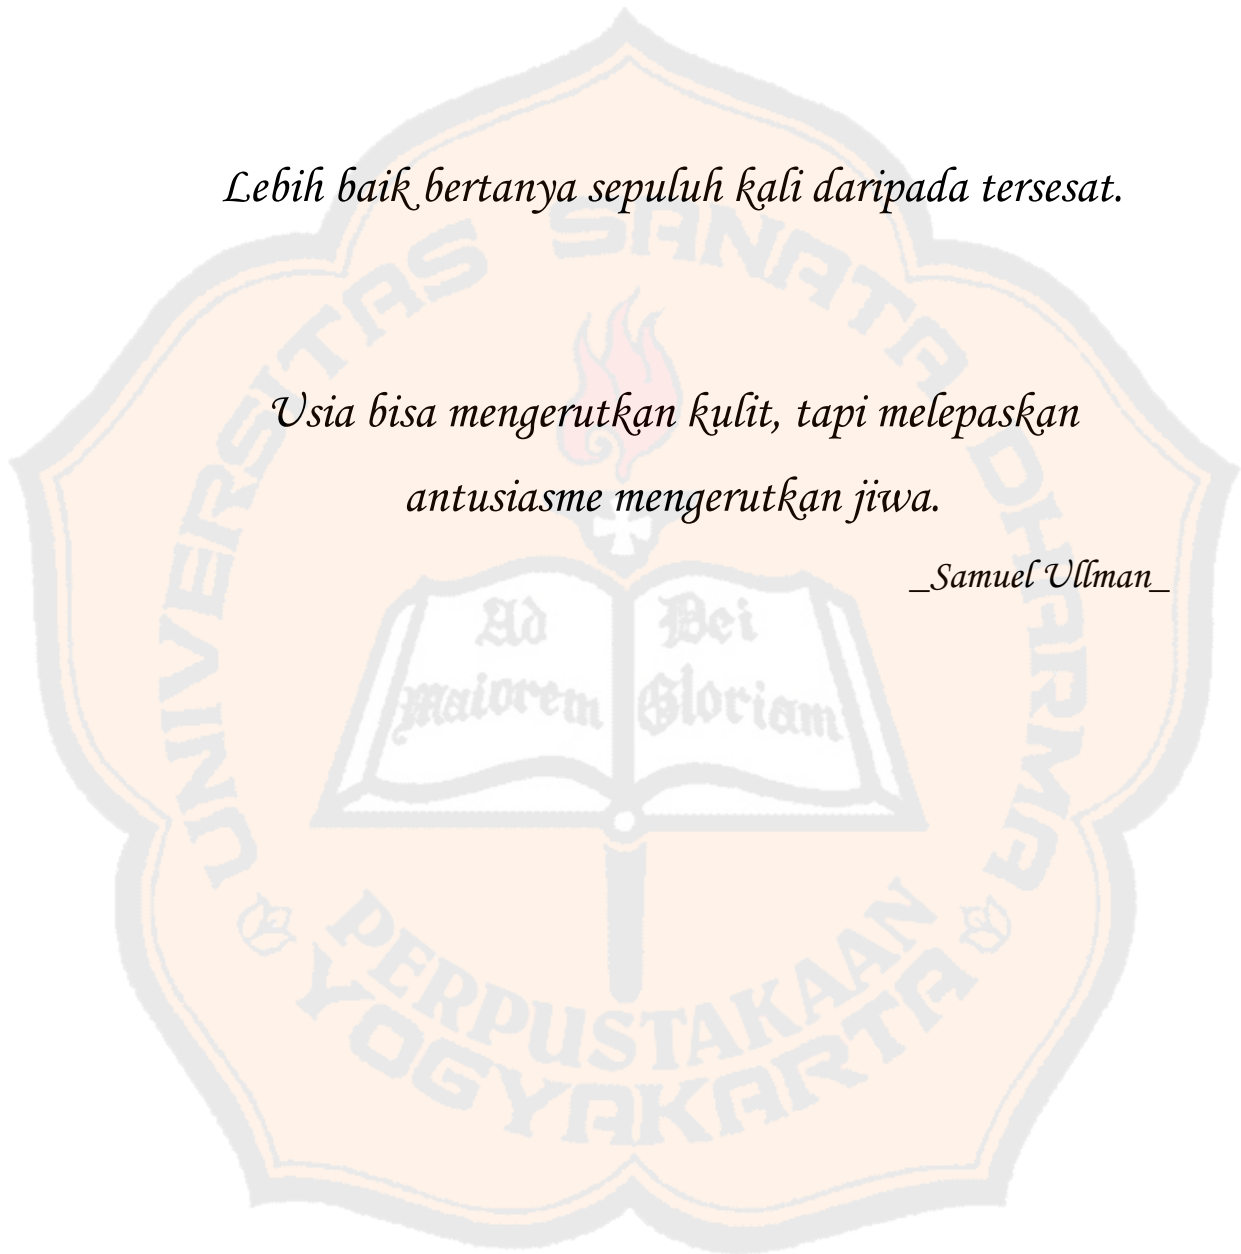 Lebih baik bertanya sepuluh kali daripada tersesat.
UNIVERSITAS SANATA DHARMA
Usia bisa mengerutkan kulit, tapi melepaskan
antusiasme mengerutkan jiwa.
_Samuel Ullman_
Ad Dei
Maiorem Gloriam
PERPUSTAKAAN
YOGYAKARTA